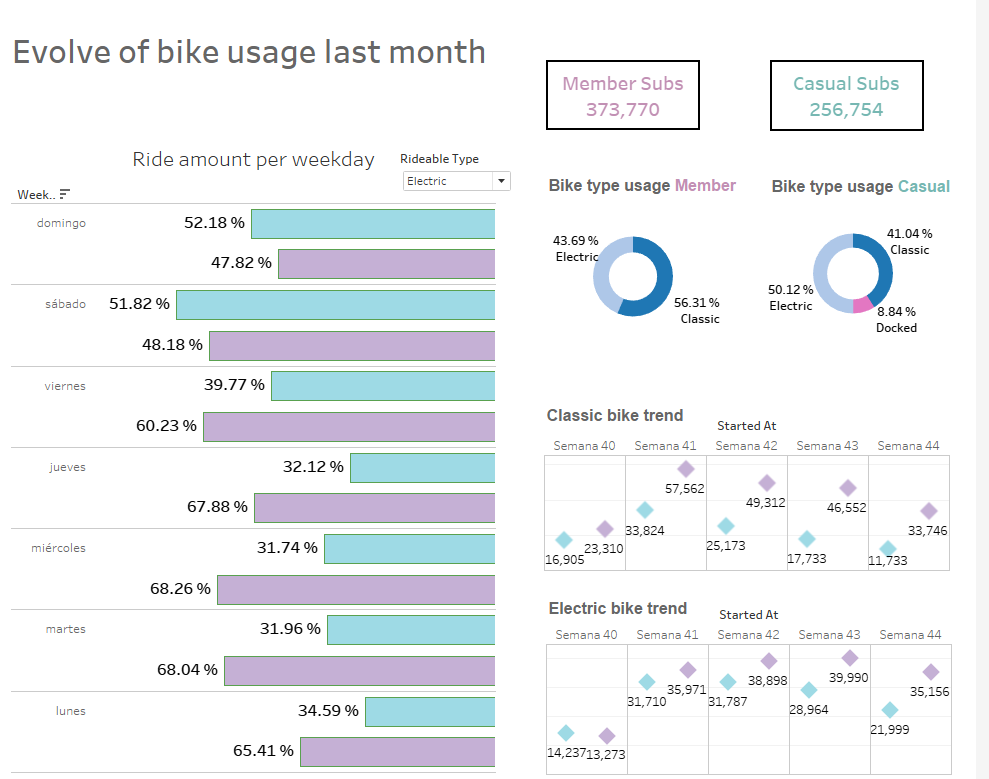 Evolve of bike usage last month
Member Subs
373,770
Casual Subs
256,754
Ride amount per weekday
Rideable Type
Electric
Week..
domingo
52.18 %
47.82 %
sábado
51.82 %
48.18 %
viernes
39.77 %
60.23 %
jueves
32.12 %
67.88 %
miércoles
31.74 %
68.26 %
martes
31.96 %
68.04 %
lunes
34.59 %
65.41 %
Bike type usage Member
43.69 %
Electric
56.31 %
Classic
Bike type usage Casual
41.04 %
Classic
50.12 %
Electric
8.84 %
Docked
Classic bike trend
Started At
Semana 40 Semana 41 Semana 42 Semana 43 Semana 44
16,905 23,310 33,824 57,562 25,173 49,312 17,733 46,552 11,733 33,746
Electric bike trend
Started At
Semana 40 Semana 41 Semana 42 Semana 43 Semana 44
14,237 13,273 31,710 35,971 31,787 38,898 28,964 39,990 21,999 35,156